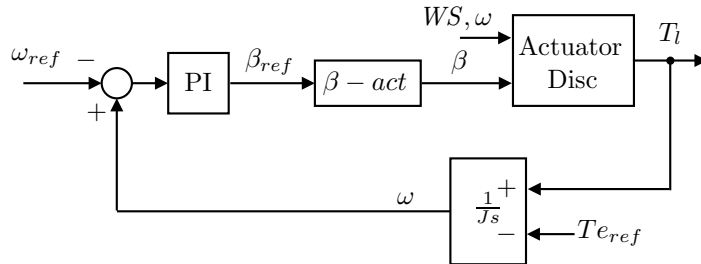 WS, ω
ω_ref
−
+
PI
β_ref
β − act
β
Actuator
Disc
T_l
ω
1/Js
+
−
Te_ref